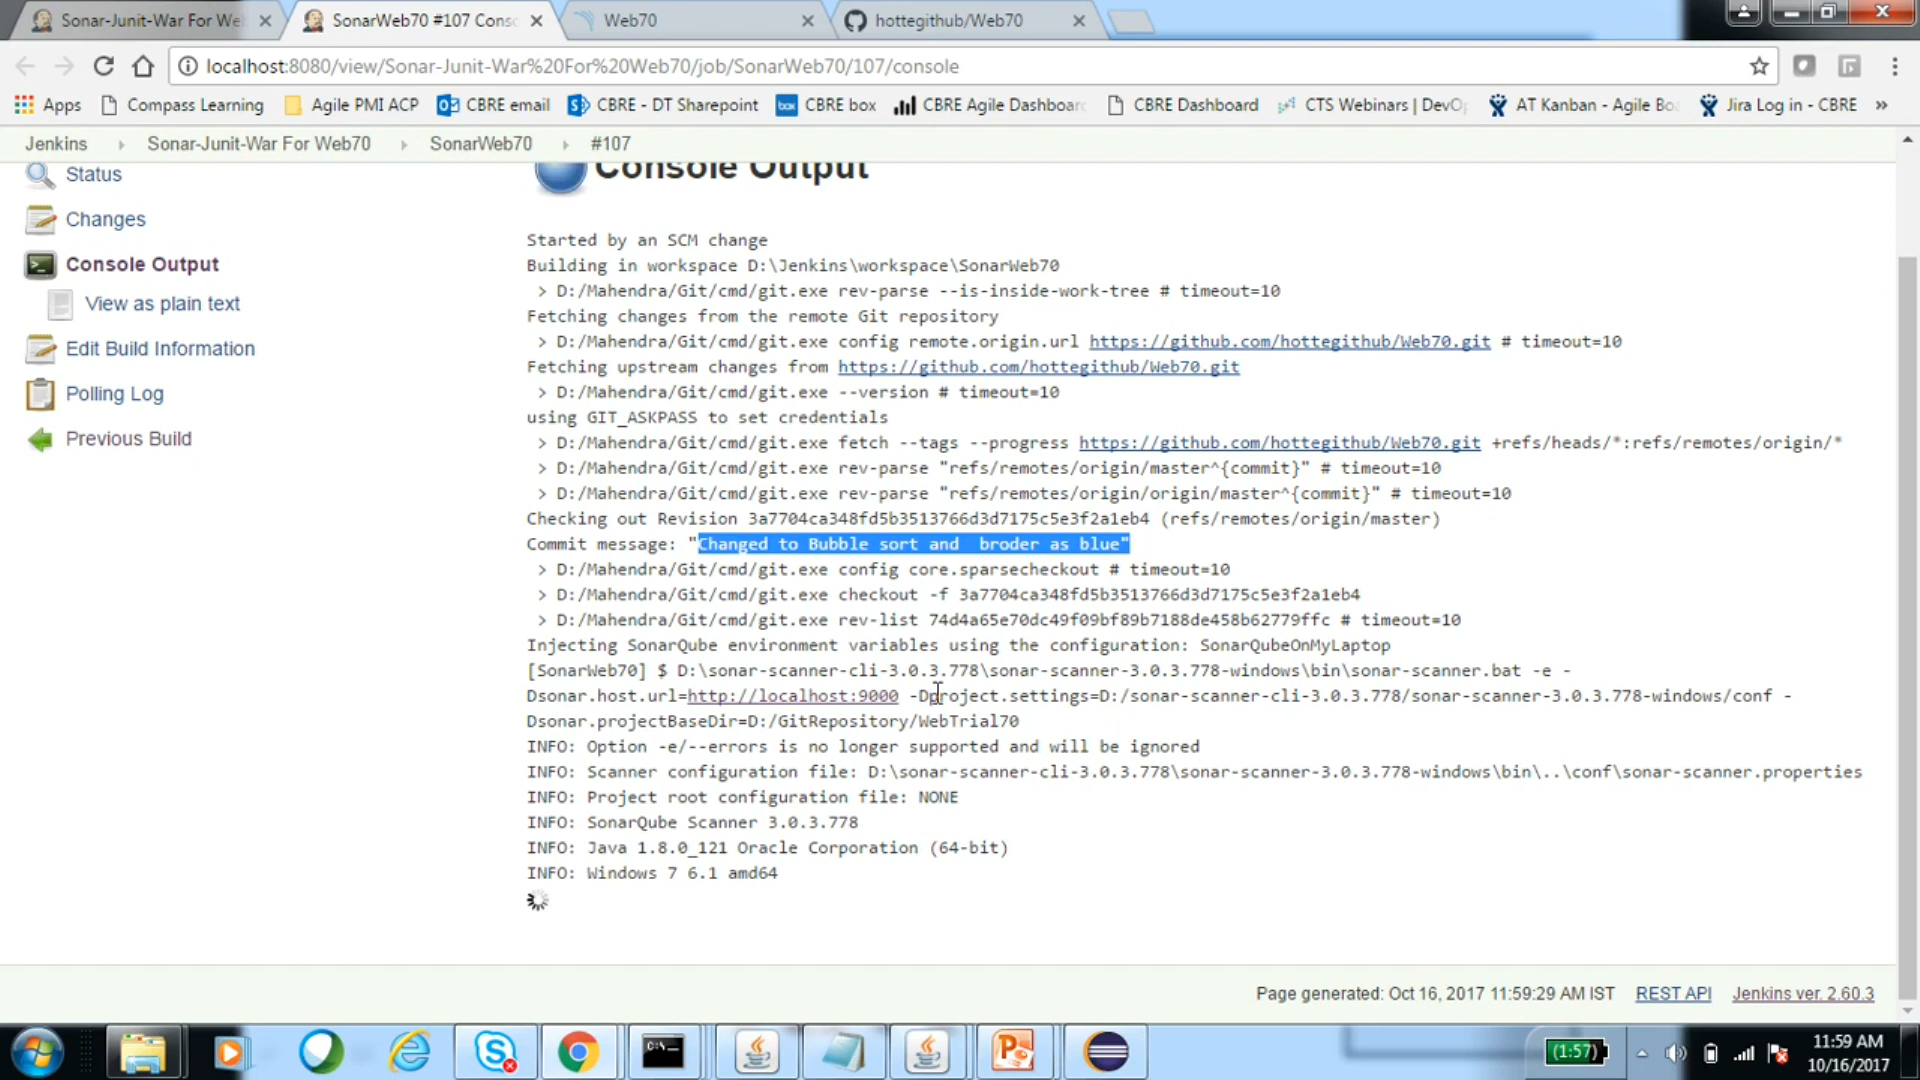 Sonar-Junit-War For We
SonarWeb70 #107 Conso
Web70
hottegithub/Web70
localhost:8080/view/Sonar-Junit-War%20For%20Web70/job/SonarWeb70/107/console
Apps
Compass Learning
Agile PMI ACP
CBRE email
CBRE - DT Sharepoint
CBRE box
CBRE Agile Dashboar
CBRE Dashboard
CTS Webinars | DevO
AT Kanban - Agile Bo
Jira Log in - CBRE
»
Jenkins
Sonar-Junit-War For Web70
SonarWeb70
#107
Status
Changes
Console Output
View as plain text
Edit Build Information
Polling Log
Previous Build
Console Output
Started by an SCM change
Building in workspace D:\Jenkins\workspace\SonarWeb70
> D:/Mahendra/Git/cmd/git.exe rev-parse --is-inside-work-tree # timeout=10
Fetching changes from the remote Git repository
> D:/Mahendra/Git/cmd/git.exe config remote.origin.url https://github.com/hottegithub/Web70.git # timeout=10
Fetching upstream changes from https://github.com/hottegithub/Web70.git
> D:/Mahendra/Git/cmd/git.exe --version # timeout=10
using GIT_ASKPASS to set credentials
> D:/Mahendra/Git/cmd/git.exe fetch --tags --progress https://github.com/hottegithub/Web70.git +refs/heads/*:refs/remotes/origin/*
> D:/Mahendra/Git/cmd/git.exe rev-parse "refs/remotes/origin/master^{commit}" # timeout=10
> D:/Mahendra/Git/cmd/git.exe rev-parse "refs/remotes/origin/origin/master^{commit}" # timeout=10
Checking out Revision 3a7704ca348fd5b3513766d3d7175c5e3f2a1eb4 (refs/remotes/origin/master)
Commit message: "Changed to Bubble sort and  broder as blue"
> D:/Mahendra/Git/cmd/git.exe config core.sparsecheckout # timeout=10
> D:/Mahendra/Git/cmd/git.exe checkout -f 3a7704ca348fd5b3513766d3d7175c5e3f2a1eb4
> D:/Mahendra/Git/cmd/git.exe rev-list 74d4a65e70dc49f09bf89b7188de458b62779ffc # timeout=10
Injecting SonarQube environment variables using the configuration: SonarQubeOnMyLaptop
[SonarWeb70] $ D:\sonar-scanner-cli-3.0.3.778\sonar-scanner-3.0.3.778-windows\bin\sonar-scanner.bat -e -
Dsonar.host.url=http://localhost:9000 -Dproject.settings=D:/sonar-scanner-cli-3.0.3.778/sonar-scanner-3.0.3.778-windows/conf -
Dsonar.projectBaseDir=D:/GitRepository/WebTrial70
INFO: Option -e/--errors is no longer supported and will be ignored
INFO: Scanner configuration file: D:\sonar-scanner-cli-3.0.3.778\sonar-scanner-3.0.3.778-windows\bin\..\conf\sonar-scanner.properties
INFO: Project root configuration file: NONE
INFO: SonarQube Scanner 3.0.3.778
INFO: Java 1.8.0_121 Oracle Corporation (64-bit)
INFO: Windows 7 6.1 amd64
Page generated: Oct 16, 2017 11:59:29 AM IST
REST API
Jenkins ver. 2.60.3
(1:57)
11:59 AM
10/16/2017